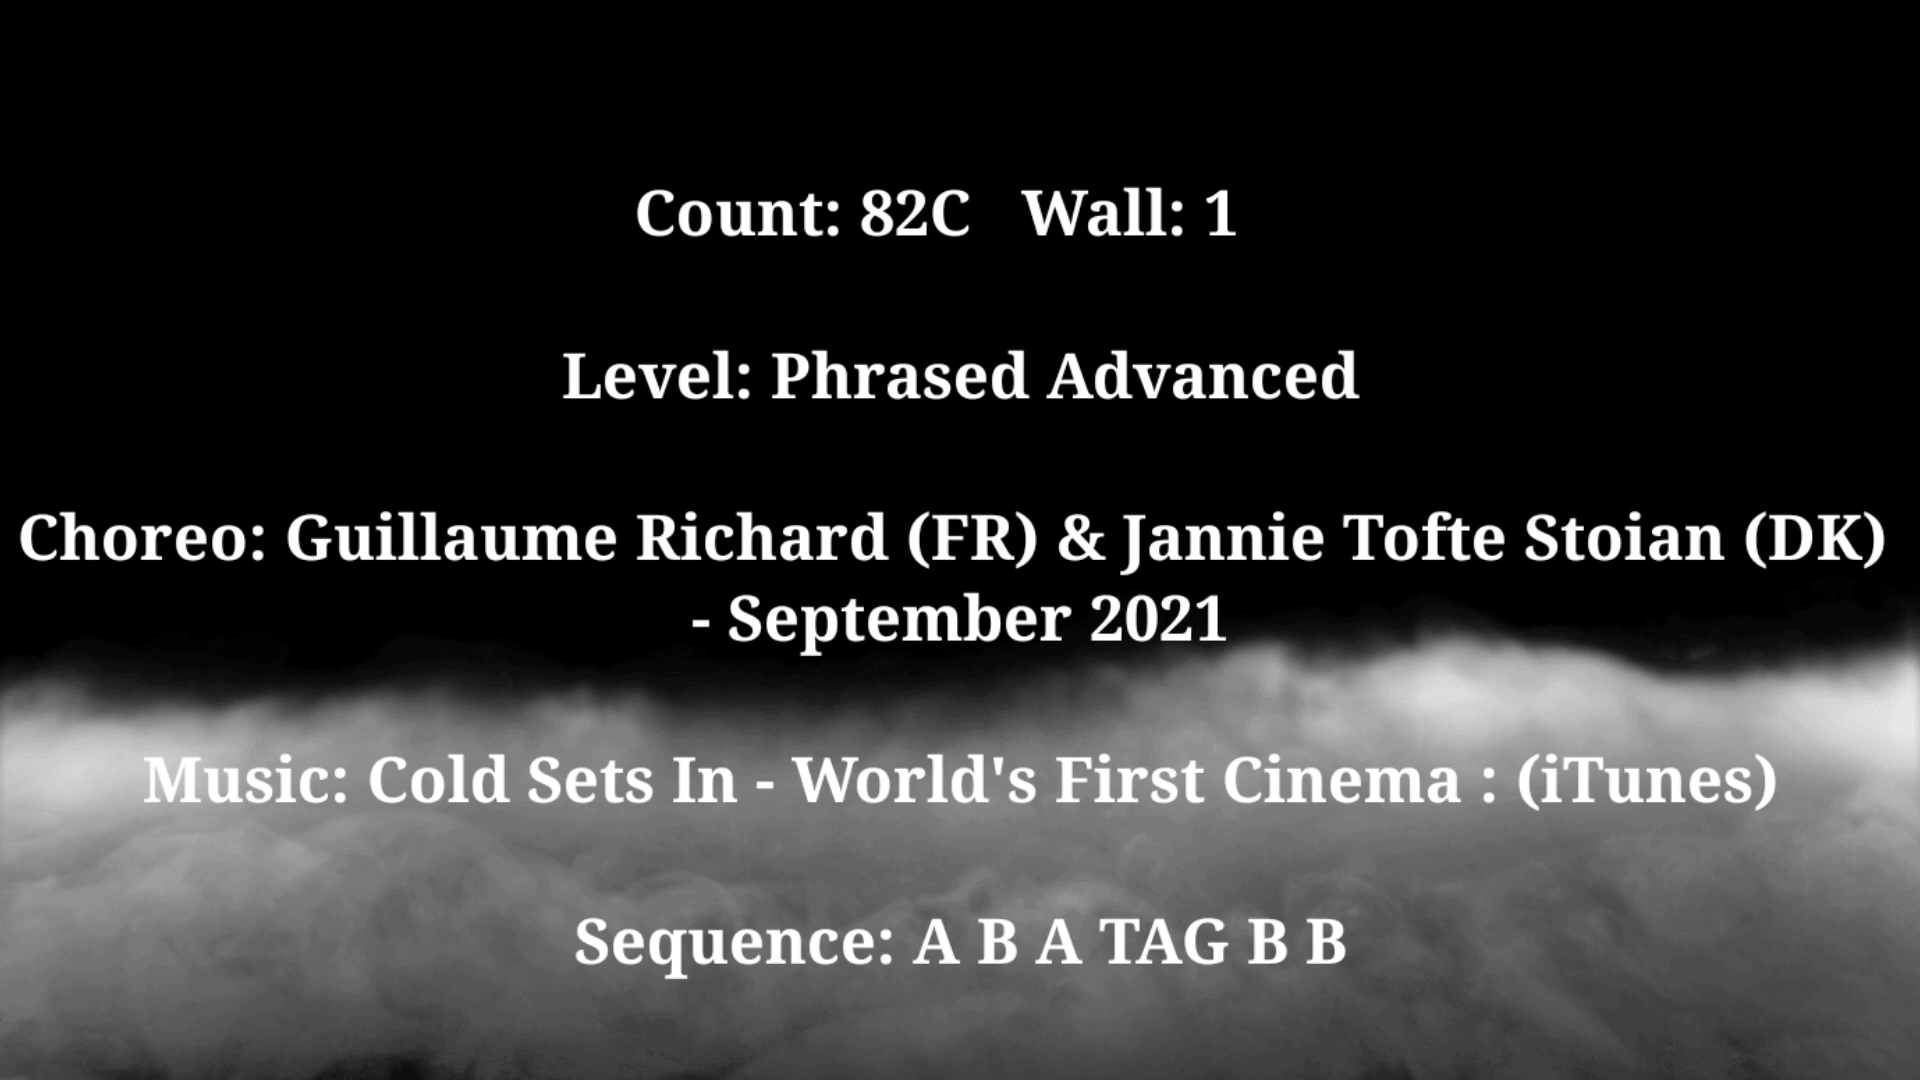 Count: 82C   Wall: 1
Level: Phrased Advanced
Choreo: Guillaume Richard (FR) & Jannie Tofte Stoian (DK)
- September 2021
Music: Cold Sets In - World's First Cinema : (iTunes)
Sequence: A B A TAG B B